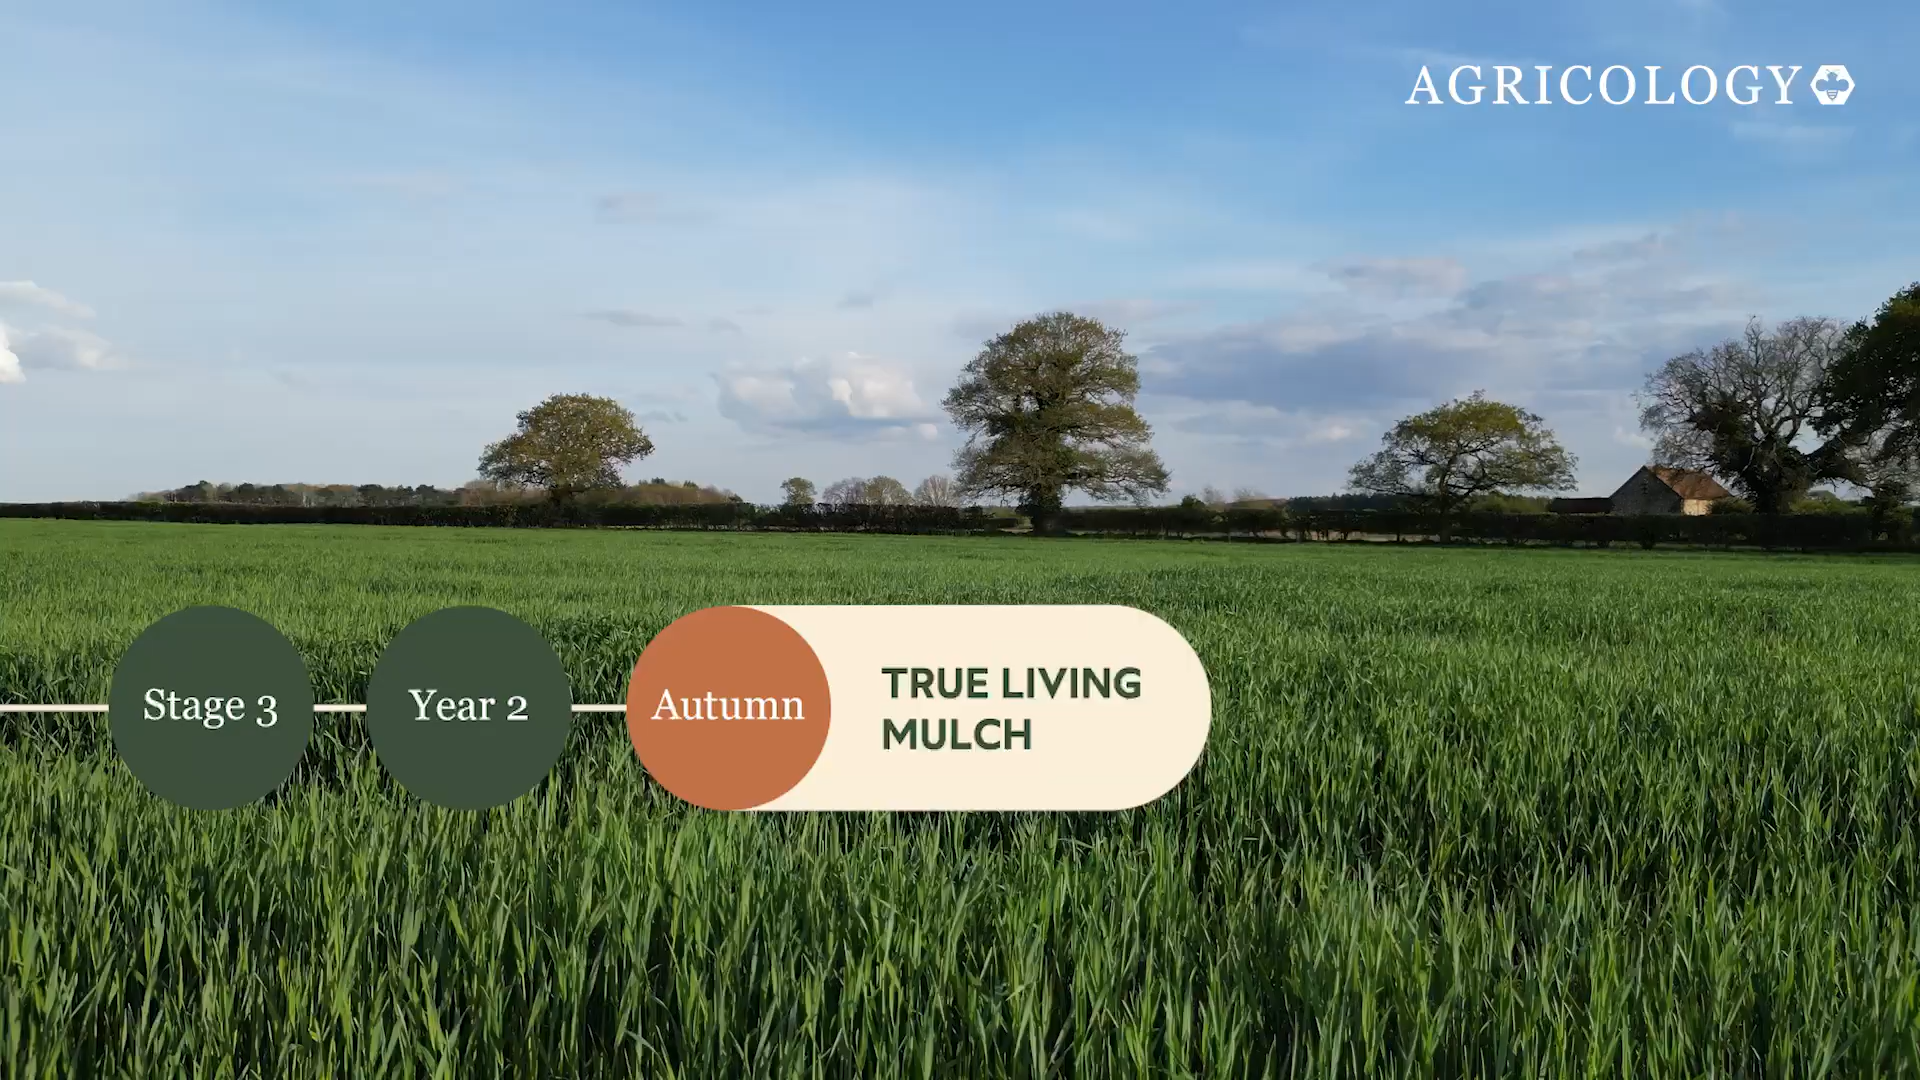 AGRICOLOGY
Stage 3
Year 2
Autumn
TRUE LIVING
MULCH